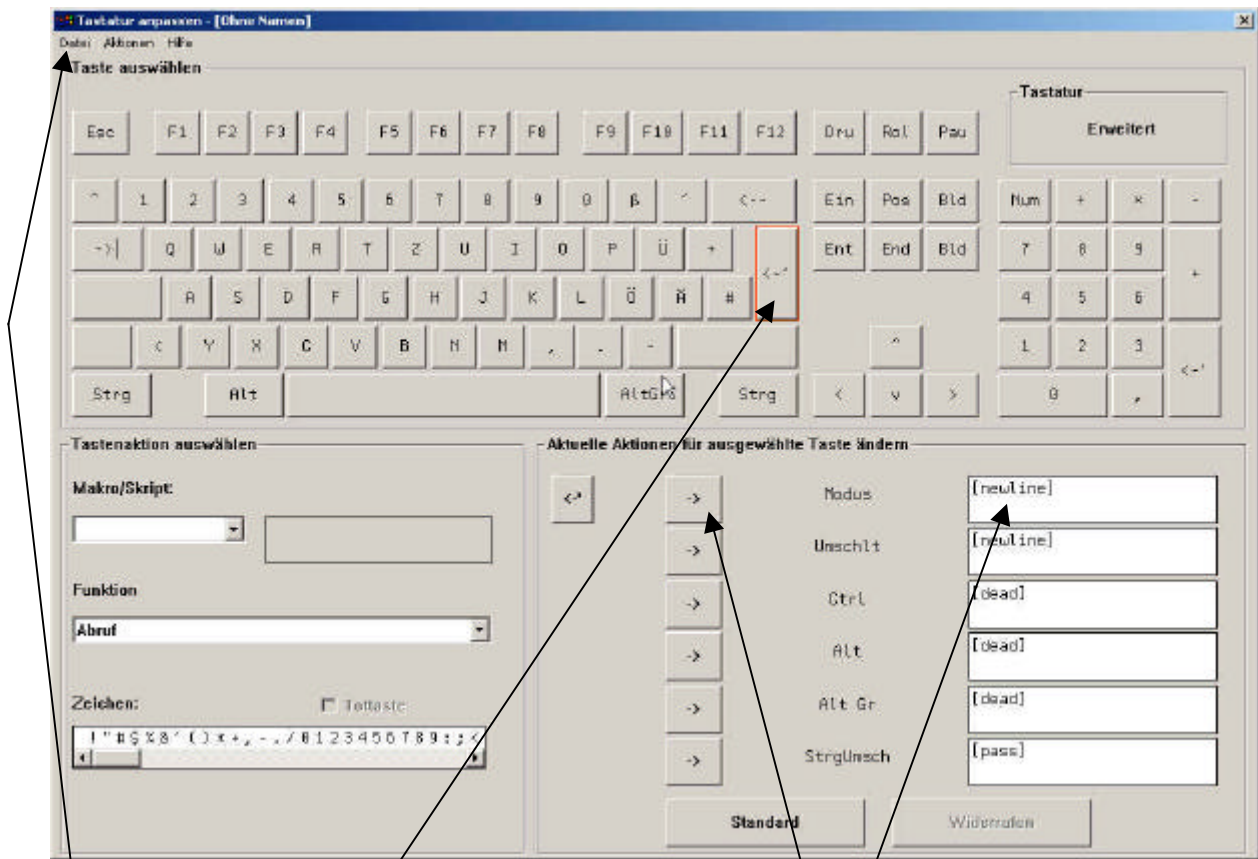 Tastatur anpassen - [Ohne Namen]
Datei Aktionen Hilfe
Taste auswählen
Tastatur
Erweitert
Esc F1 F2 F3 F4 F5 F6 F7 F8 F9 F10 F11 F12 Dru Rol Pau
^ 1 2 3 4 5 6 7 8 9 0 ß ´ <-- Ein Pos Bld Num + × -
->| Q W E R T Z U I O P Ü + <-' Ent End Bld 7 8 9 +
A S D F G H J K L Ö Ä # 4 5 6
< Y X C V B N M , . - ^ 1 2 3 <-'
Strg Alt AltGr Strg < v > 0 ,
Tastenaktion auswählen
Makro/Skript:
Funktion
Abruf
Zeichen:
Tottaste
!"#$%&'()*+,-./0123456789:;<
Aktuelle Aktionen für ausgewählte Taste ändern
<-' -> Modus [newline]
-> Umschlt [newline]
-> Ctrl [dead]
-> Alt [dead]
-> Alt Gr [dead]
-> StrgUmsch [pass]
Standard Widerrufen